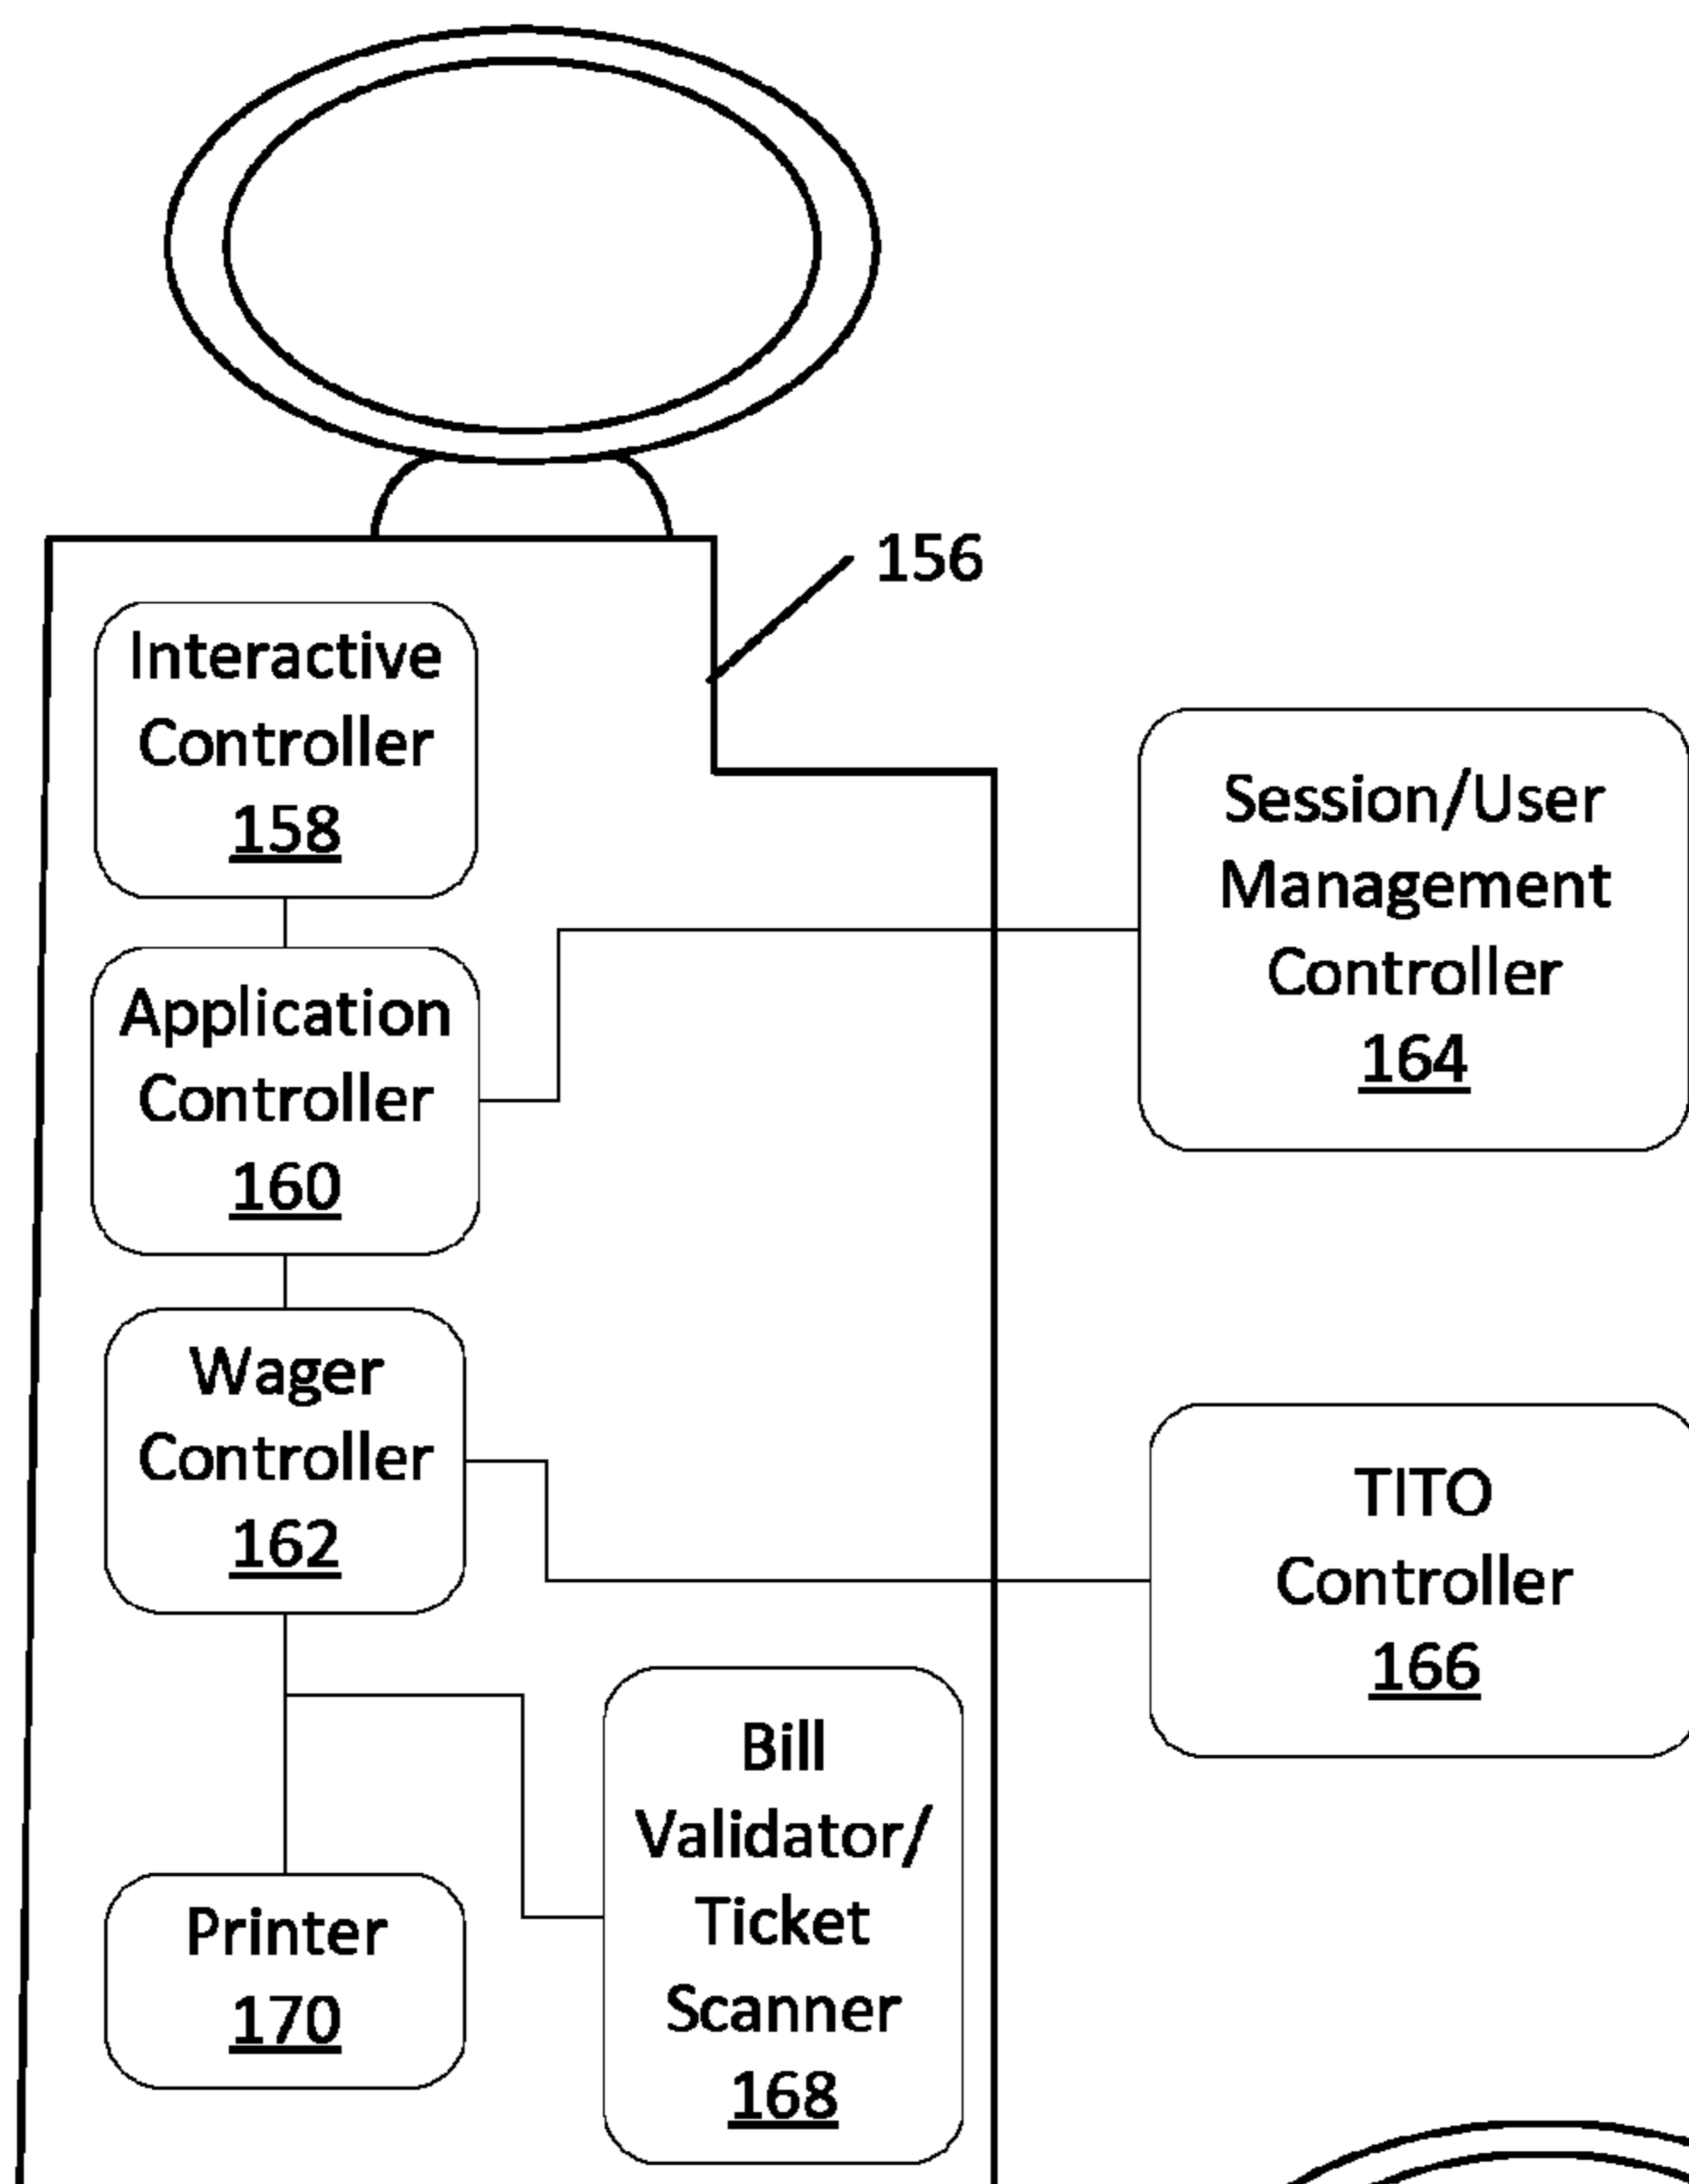 156
Interactive
Controller
158
Session/User
Management
Controller
164
Application
Controller
160
Wager
Controller
162
TITO
Controller
166
Bill
Validator/
Ticket
Scanner
168
Printer
170